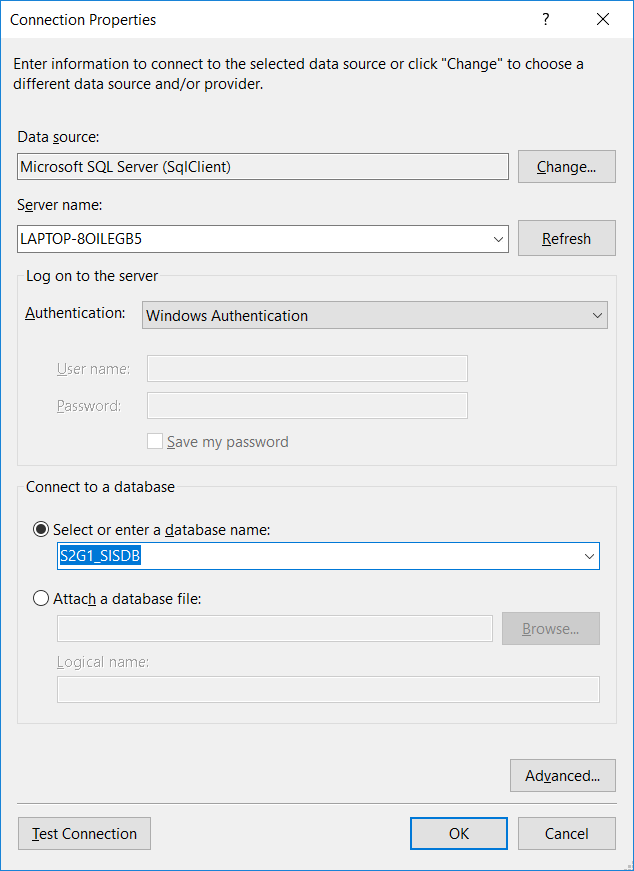 Connection Properties
?
Enter information to connect to the selected data source or click "Change" to choose a
different data source and/or provider.
Data source:
Microsoft SQL Server (SqlClient)
Change...
Server name:
LAPTOP-8OILEGB5
Refresh
Log on to the server
Authentication:
Windows Authentication
User name:
Password:
Save my password
Connect to a database
Select or enter a database name:
S2G1_SISDB
Attach a database file:
Browse...
Logical name:
Advanced...
Test Connection
OK
Cancel